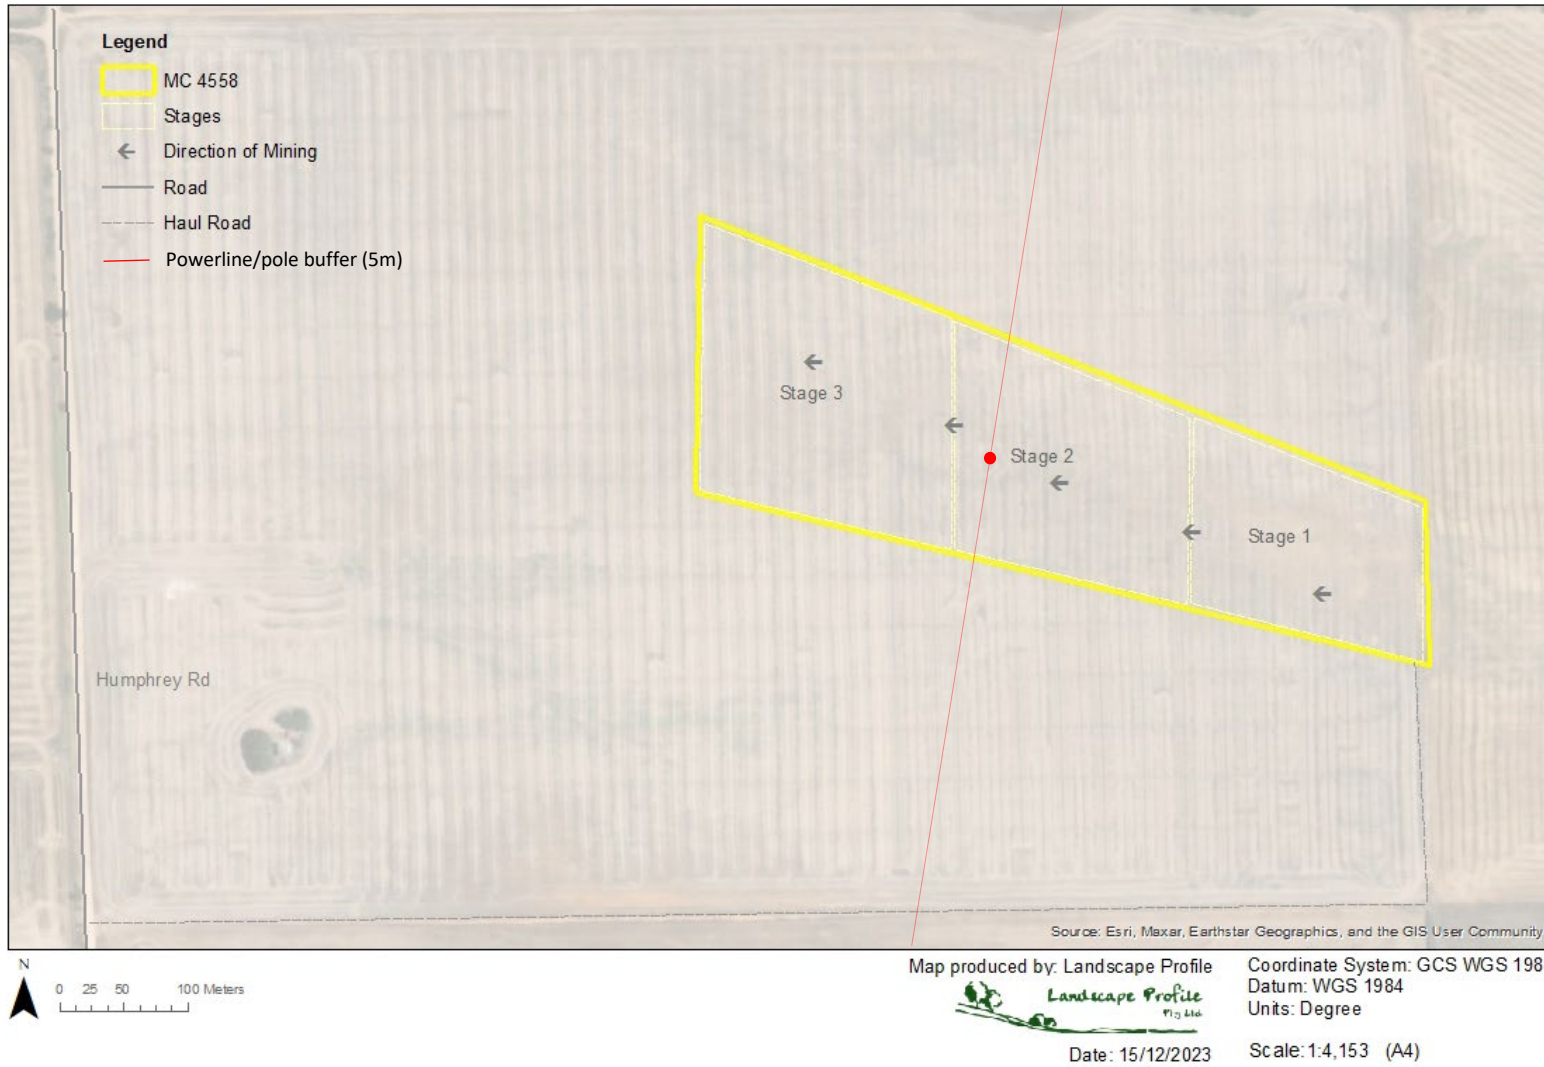 Legend
MC 4558
Stages
Direction of Mining
Road
Haul Road
Powerline/pole buffer (5m)
Stage 3
Stage 2
Stage 1
Humphrey Rd
Source: Esri, Maxar, Earthstar Geographics, and the GIS User Community
N
0 25 50 100 Meters
Map produced by: Landscape Profile
Landscape Profile
Pty Ltd
Date: 15/12/2023
Coordinate System: GCS WGS 198
Datum: WGS 1984
Units: Degree
Scale: 1:4,153 (A4)